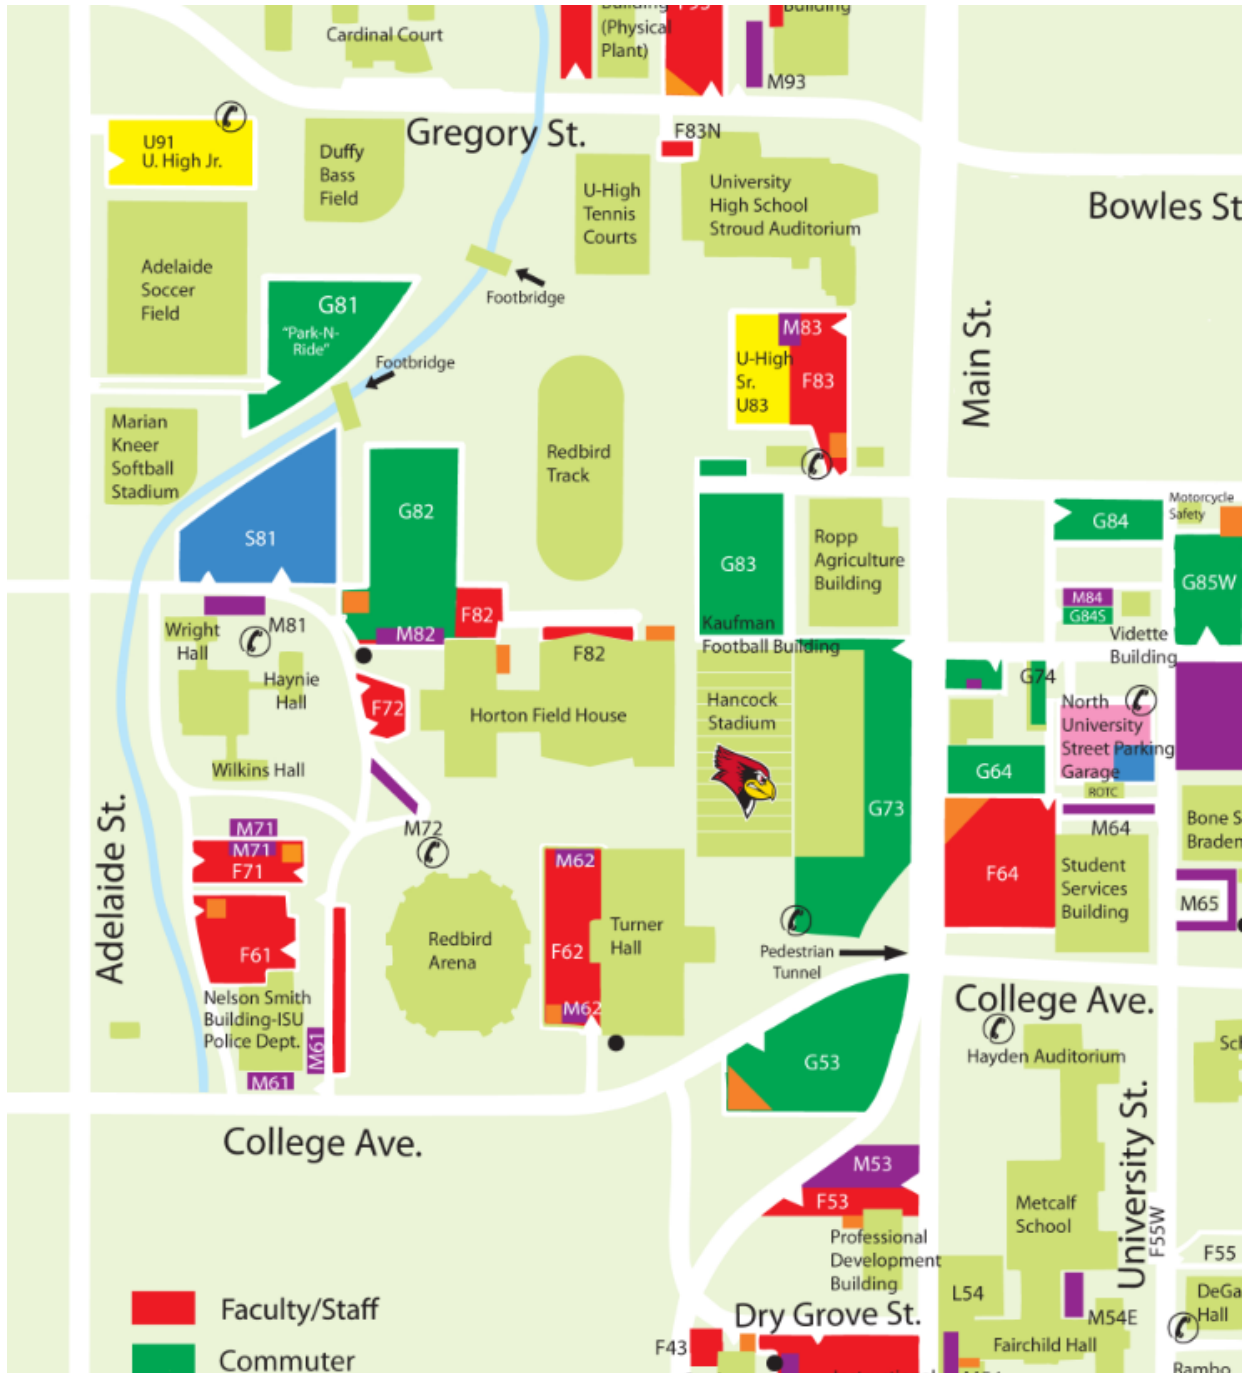 Building
(Physical
Plant)
F93
Building
Cardinal Court
M93
U91
U. High Jr.
Duffy
Bass
Field
Gregory St.
F83N
U-High
Tennis
Courts
University
High School
Stroud Auditorium
Bowles St
Adelaide
Soccer
Field
G81
"Park-N-
Ride"
Footbridge
Footbridge
M83
U-High
Sr.
U83
F83
Main St.
Marian
Kneer
Softball
Stadium
Redbird
Track
G82
S81
G83
Ropp
Agriculture
Building
Motorcycle
Safety
G84
G85W
M84
G84S
M81
Wright
Hall
M82
F82
F82
Kaufman
Football Building
Vidette
Building
Haynie
Hall
F72
Horton Field House
Hancock
Stadium
G74
North
University
Street Parking
Garage
Wilkins Hall
G64
ROTC
M72
G73
M64
Bone S
Braden
M71
M71
F71
M62
F64
Student
Services
Building
M65
Adelaide St.
F61
Redbird
Arena
F62
Turner
Hall
Pedestrian
Tunnel
Nelson Smith
Building-ISU
Police Dept.
M62
M61
M61
College Ave.
Hayden Auditorium
Sch
G53
College Ave.
M53
F53
University St.
F55W
Metcalf
School
Professional
Development
Building
F55
L54
DeGa
Hall
M54E
Faculty/Staff
Dry Grove St.
F43
Fairchild Hall
Commuter
Rambo